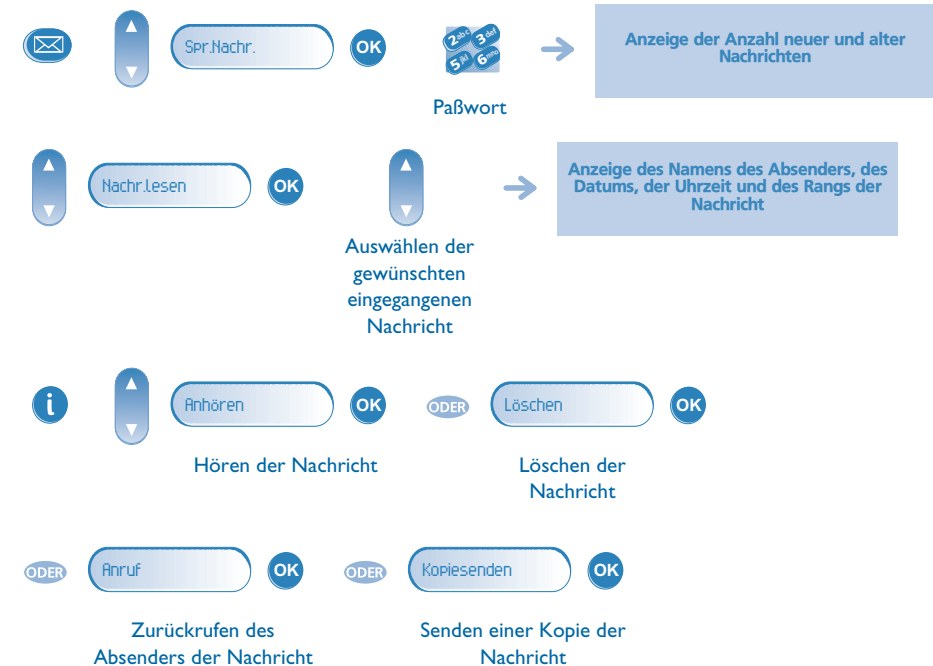 Spr.Nachr.
OK
2abc 3def
5jkl 6mno
Anzeige der Anzahl neuer und alter
Nachrichten
Paßwort
Nachr.lesen
OK
Anzeige des Namens des Absenders, des
Datums, der Uhrzeit und des Rangs der
Nachricht
Auswählen der
gewünschten
eingegangenen
Nachricht
i
Anhören
OK
ODER
Löschen
OK
Hören der Nachricht
Löschen der
Nachricht
ODER
Anruf
OK
ODER
Kopiesenden
OK
Zurückrufen des
Absenders der Nachricht
Senden einer Kopie der
Nachricht